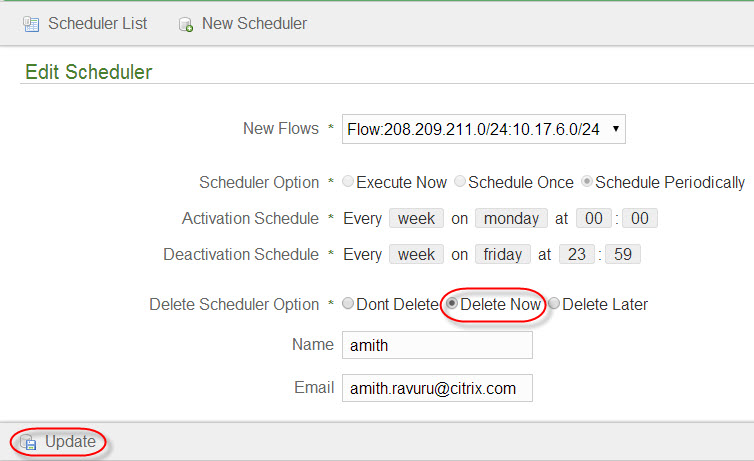 Scheduler List New Scheduler
Edit Scheduler
New Flows * Flow:208.209.211.0/24:10.17.6.0/24
Scheduler Option * Execute Now Schedule Once Schedule Periodically
Activation Schedule * Every week on monday at 00 : 00
Deactivation Schedule * Every week on friday at 23 : 59
Delete Scheduler Option * Dont Delete Delete Now Delete Later
Name amith
Email amith.ravuru@citrix.com
Update